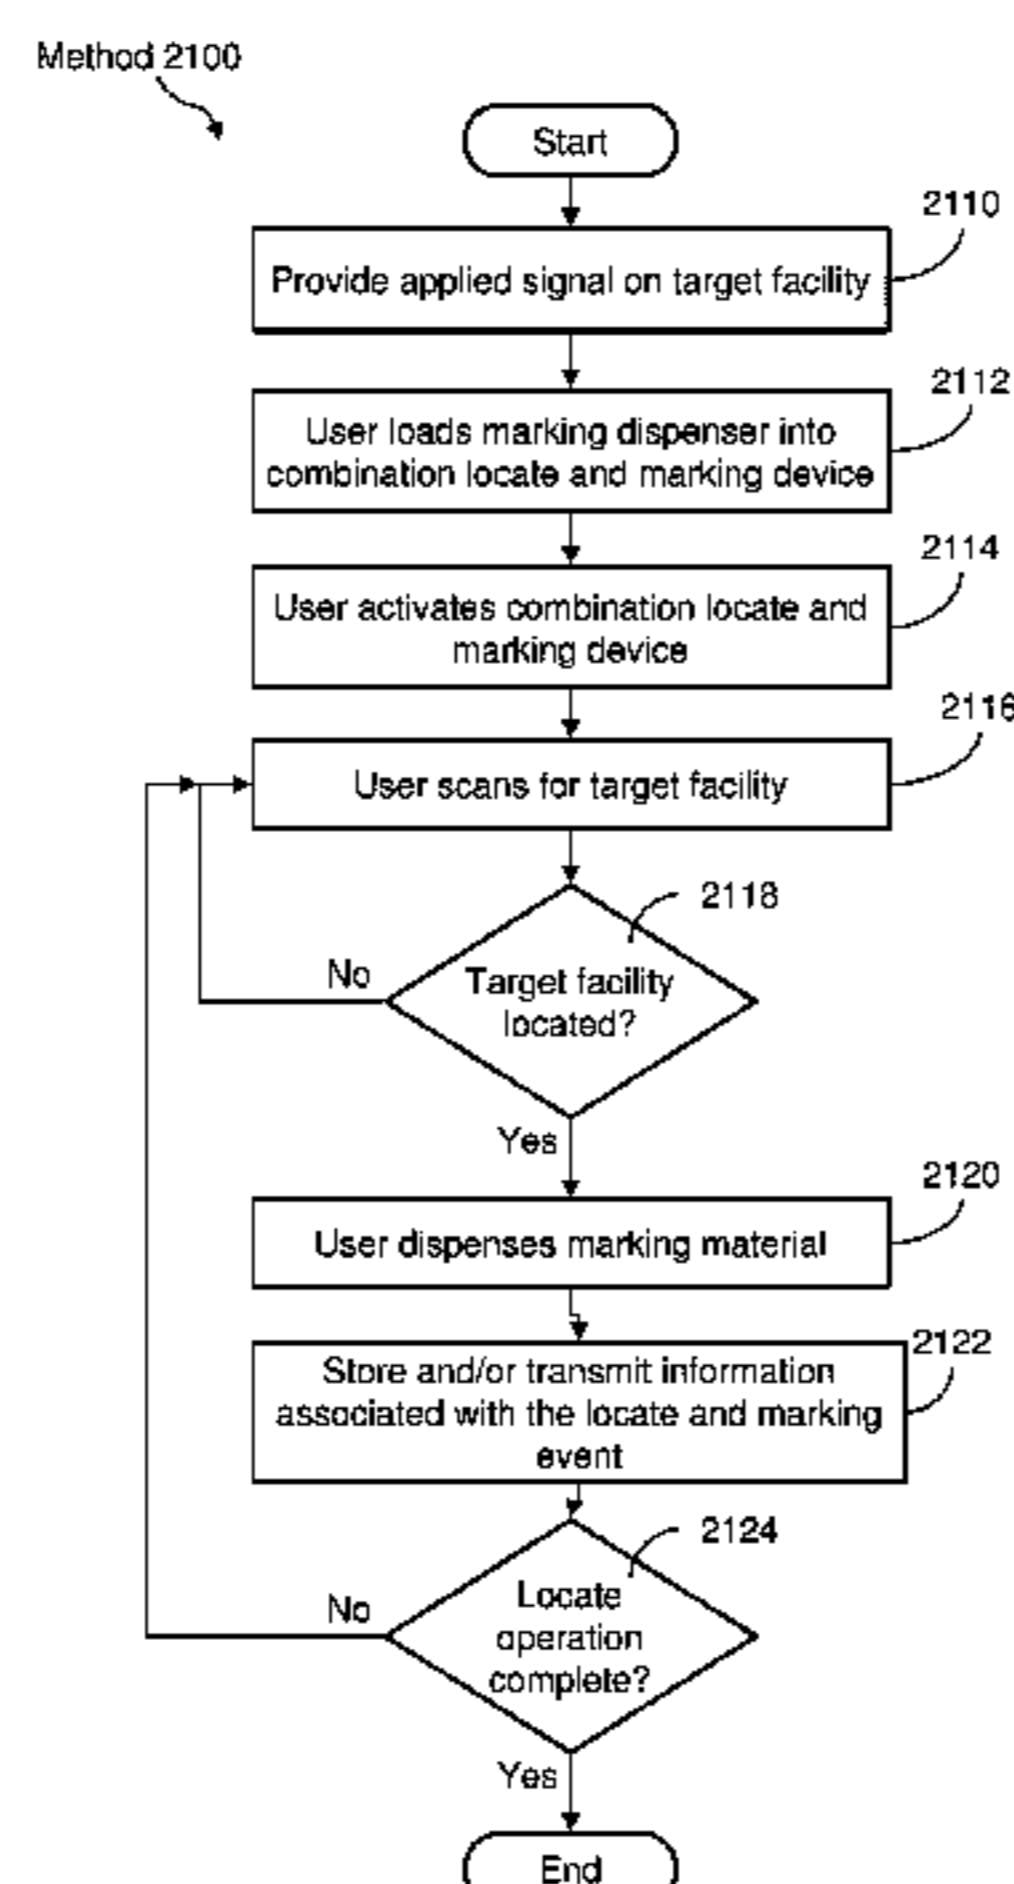 Method 2100
Start
2110
Provide applied signal on target facility
2112
User loads marking dispenser into
combination locate and marking device
2114
User activates combination locate and
marking device
2116
User scans for target facility
2118
No
Target facility
located?
Yes
2120
User dispenses marking material
2122
Store and/or transmit information
associated with the locate and marking
event
2124
No
Locate
operation
complete?
Yes
End